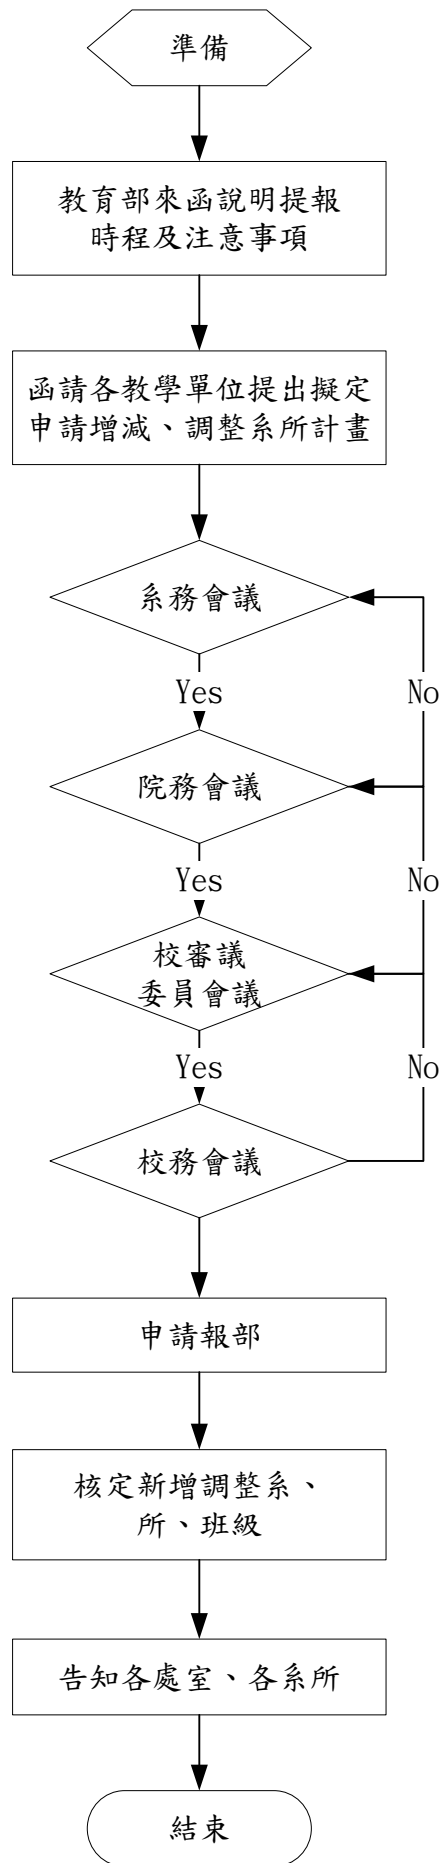 準備
教育部來函說明提報
時程及注意事項
函請各教學單位提出擬定
申請增減、調整系所計畫
系務會議
Yes
No
院務會議
Yes
No
校審議
委員會議
Yes
No
校務會議
申請報部
核定新增調整系、
所、班級
告知各處室、各系所
結束